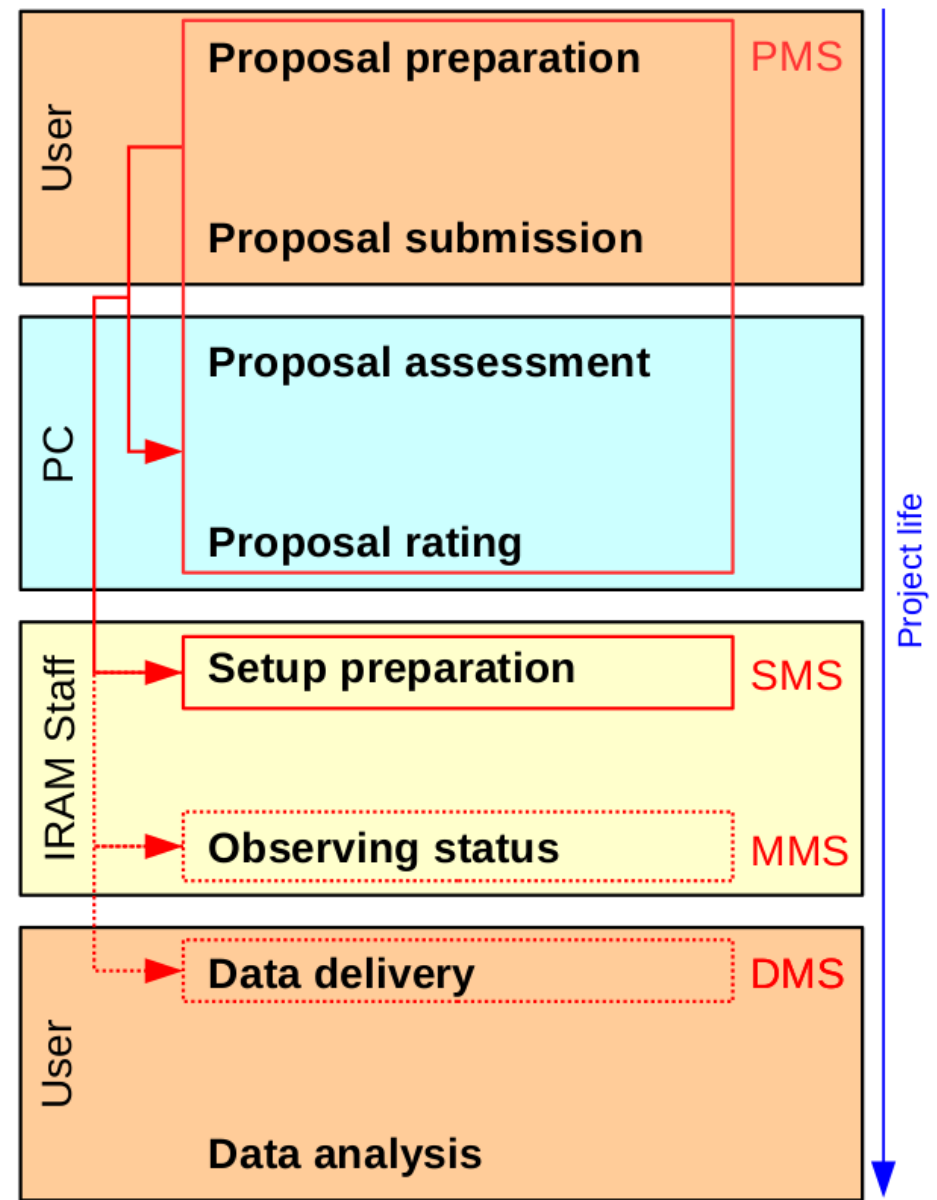 User
Proposal preparation
PMS
Proposal submission
PC
Proposal assessment
Proposal rating
Project life
IRAM Staff
Setup preparation
SMS
Observing status
MMS
User
Data delivery
DMS
Data analysis